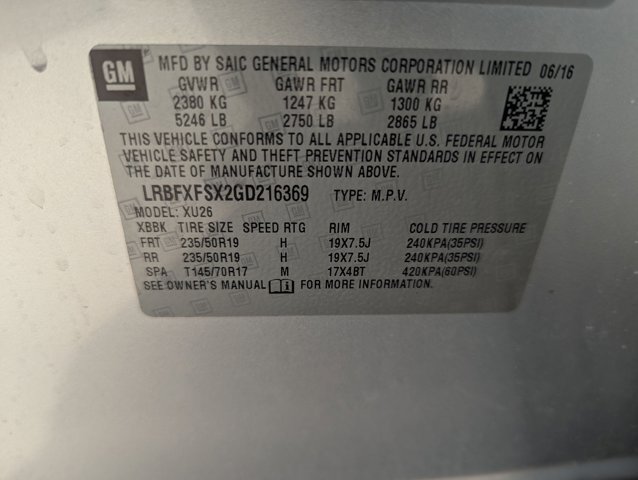 GM
MFD BY SAIC GENERAL MOTORS CORPORATION LIMITED 06/16
GVWR GAWR FRT GAWR RR
2380 KG 1247 KG 1300 KG
5246 LB 2750 LB 2865 LB
THIS VEHICLE CONFORMS TO ALL APPLICABLE U.S. FEDERAL MOTOR
VEHICLE SAFETY AND THEFT PREVENTION STANDARDS IN EFFECT ON
THE DATE OF MANUFACTURE SHOWN ABOVE.
LRBFXFSX2GD216369 TYPE: M.P.V.
MODEL: XU26
XBBK TIRE SIZE SPEED RTG RIM COLD TIRE PRESSURE
FRT 235/50R19 H 19X7.5J 240KPA(35PSI)
RR 235/50R19 H 19X7.5J 240KPA(35PSI)
SPA T145/70R17 M 17X4BT 420KPA(60PSI)
SEE OWNER'S MANUAL FOR MORE INFORMATION.